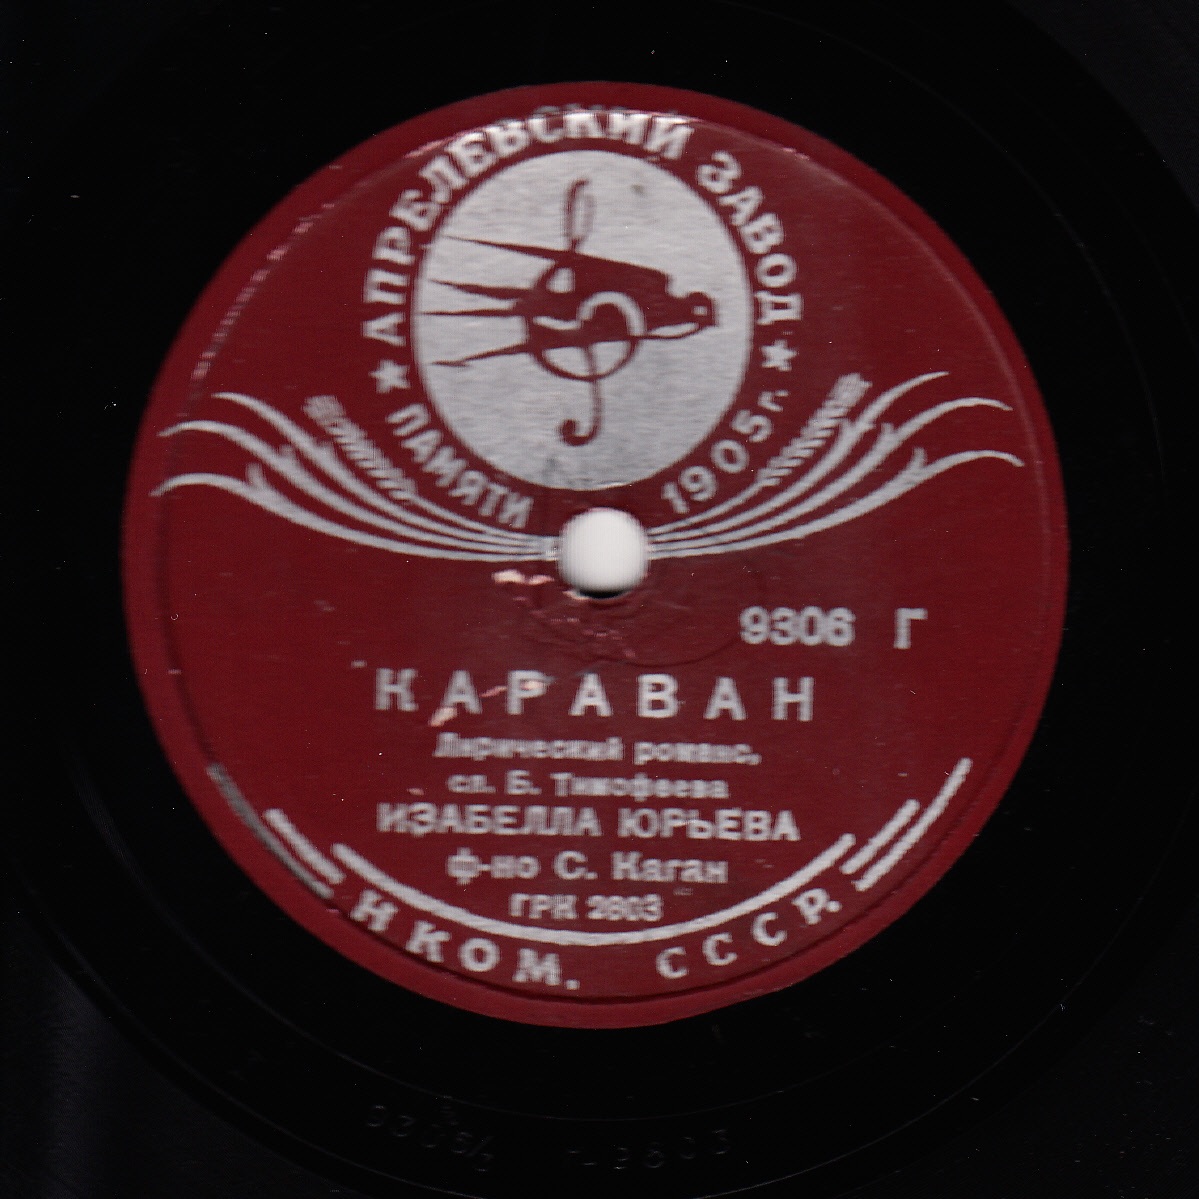 АПРЕЛЕВСКИЙ ЗАВОД
★ ПАМЯТИ 1905 г. ★
9306 Г
КАРАВАН
Лирический романс,
сл. Б. Тимофеева
ИЗАБЕЛЛА ЮРЬЕВА
ф-но С. Каган
ГРК 2803
НКОМ. СССР.